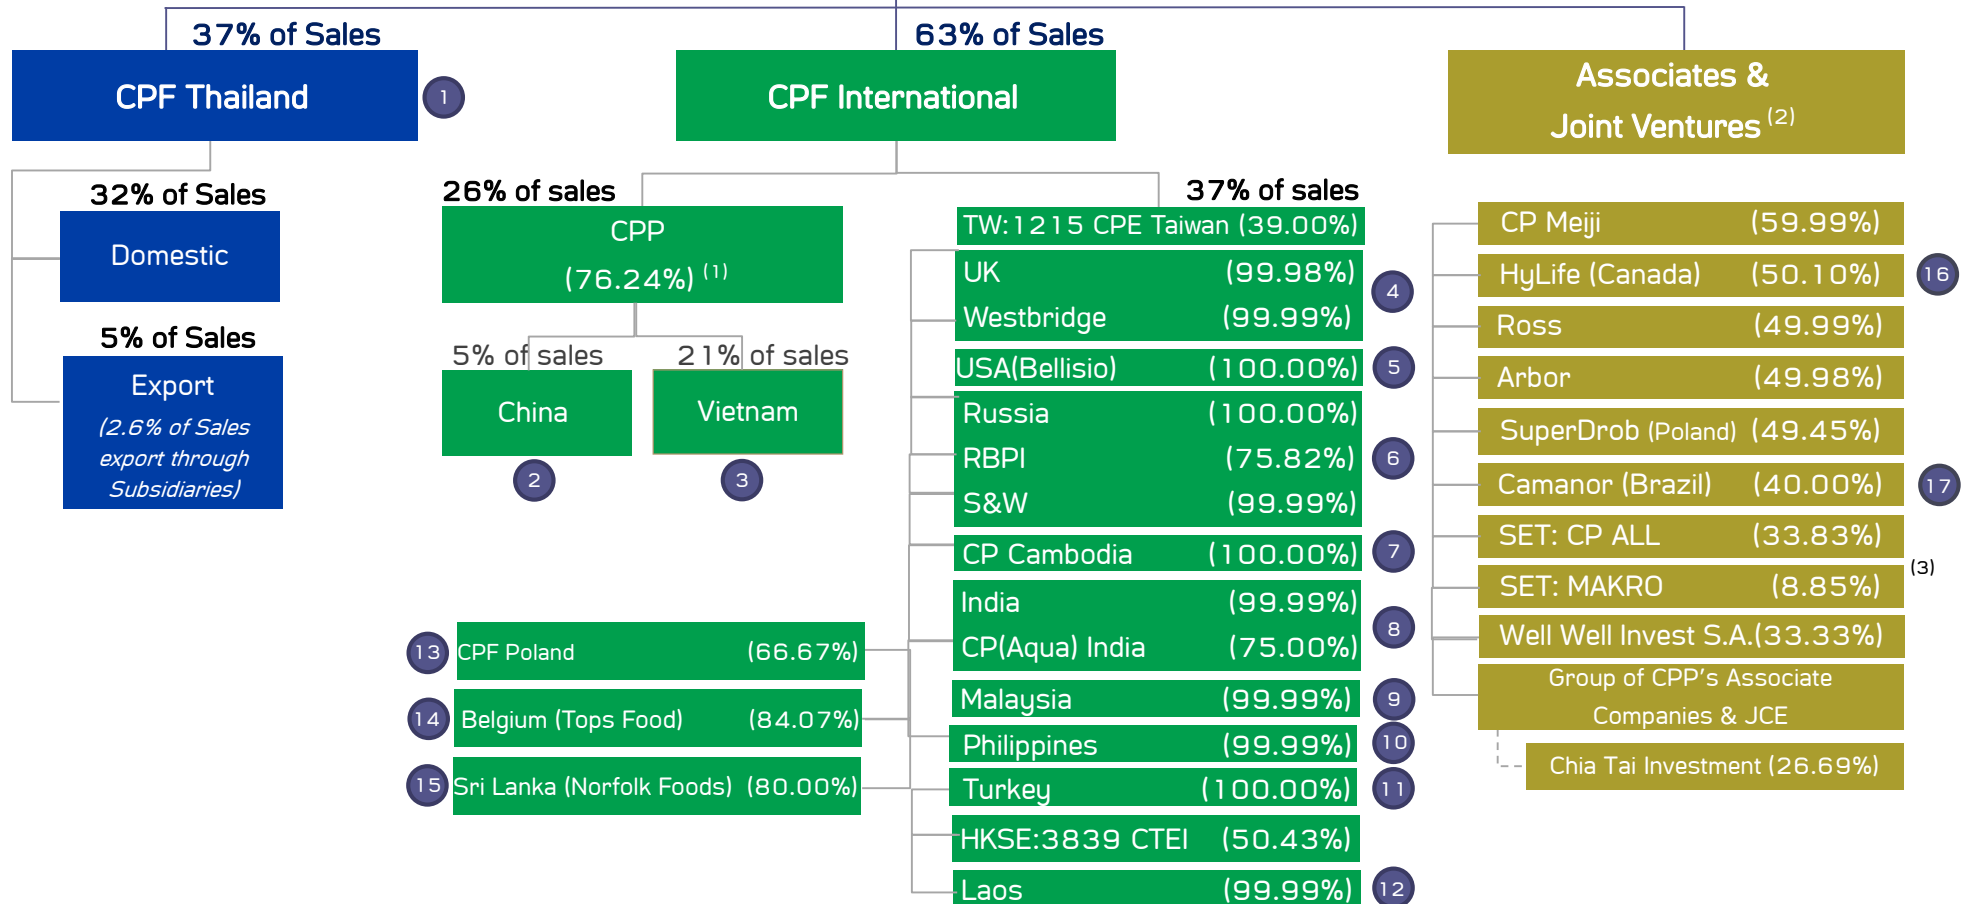 37% of Sales
63% of Sales
CPF Thailand
1
CPF International
Associates &
Joint Ventures (2)
32% of Sales
Domestic
5% of Sales
Export
(2.6% of Sales
export through
Subsidiaries)
26% of sales
CPP
(76.24%) (1)
5% of sales
China
2
21% of sales
Vietnam
3
37% of sales
TW:1215 CPE Taiwan (39.00%)
UK (99.98%)
Westbridge (99.99%)
4
USA(Bellisio) (100.00%)
5
Russia (100.00%)
RBPI (75.82%)
6
S&W (99.99%)
CP Cambodia (100.00%)
7
India (99.99%)
CP(Aqua) India (75.00%)
8
Malaysia (99.99%)
9
Philippines (99.99%)
10
Turkey (100.00%)
11
HKSE:3839 CTEI (50.43%)
Laos (99.99%)
12
13 CPF Poland (66.67%)
14 Belgium (Tops Food) (84.07%)
15 Sri Lanka (Norfolk Foods) (80.00%)
CP Meiji (59.99%)
HyLife (Canada) (50.10%)
16
Ross (49.99%)
Arbor (49.98%)
SuperDrob (Poland) (49.45%)
Camanor (Brazil) (40.00%)
17
SET: CP ALL (33.83%)
(3)
SET: MAKRO (8.85%)
Well Well Invest S.A.(33.33%)
Group of CPP's Associate
Companies & JCE
Chia Tai Investment (26.69%)